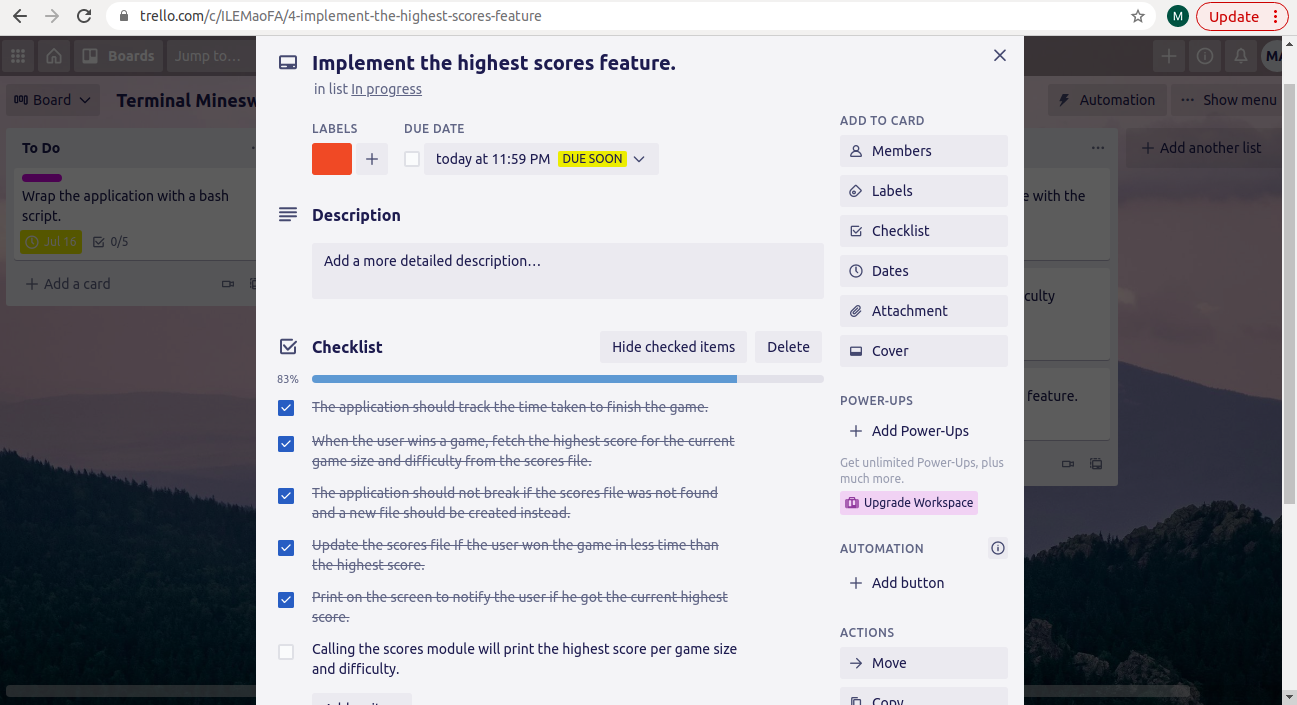 trello.com/c/ILEMaoFA/4-implement-the-highest-scores-feature
M
Update
Boards
Jump to…
MA
Board
Terminal Minesw
Automation
Show menu
To Do
Wrap the application with a bash
script.
Jul 16
0/5
Add a card
Implement the highest scores feature.
in list In progress
LABELS
DUE DATE
today at 11:59 PM DUE SOON
Description
Add a more detailed description…
Checklist
Hide checked items
Delete
83%
The application should track the time taken to finish the game.
When the user wins a game, fetch the highest score for the current
game size and difficulty from the scores file.
The application should not break if the scores file was not found
and a new file should be created instead.
Update the scores file If the user won the game in less time than
the highest score.
Print on the screen to notify the user if he got the current highest
score.
Calling the scores module will print the highest score per game size
and difficulty.
ADD TO CARD
Members
Labels
Checklist
Dates
Attachment
Cover
POWER-UPS
Add Power-Ups
Get unlimited Power-Ups, plus
much more.
Upgrade Workspace
AUTOMATION
Add button
ACTIONS
Move
Copy
e with the
culty
feature.
Add another list